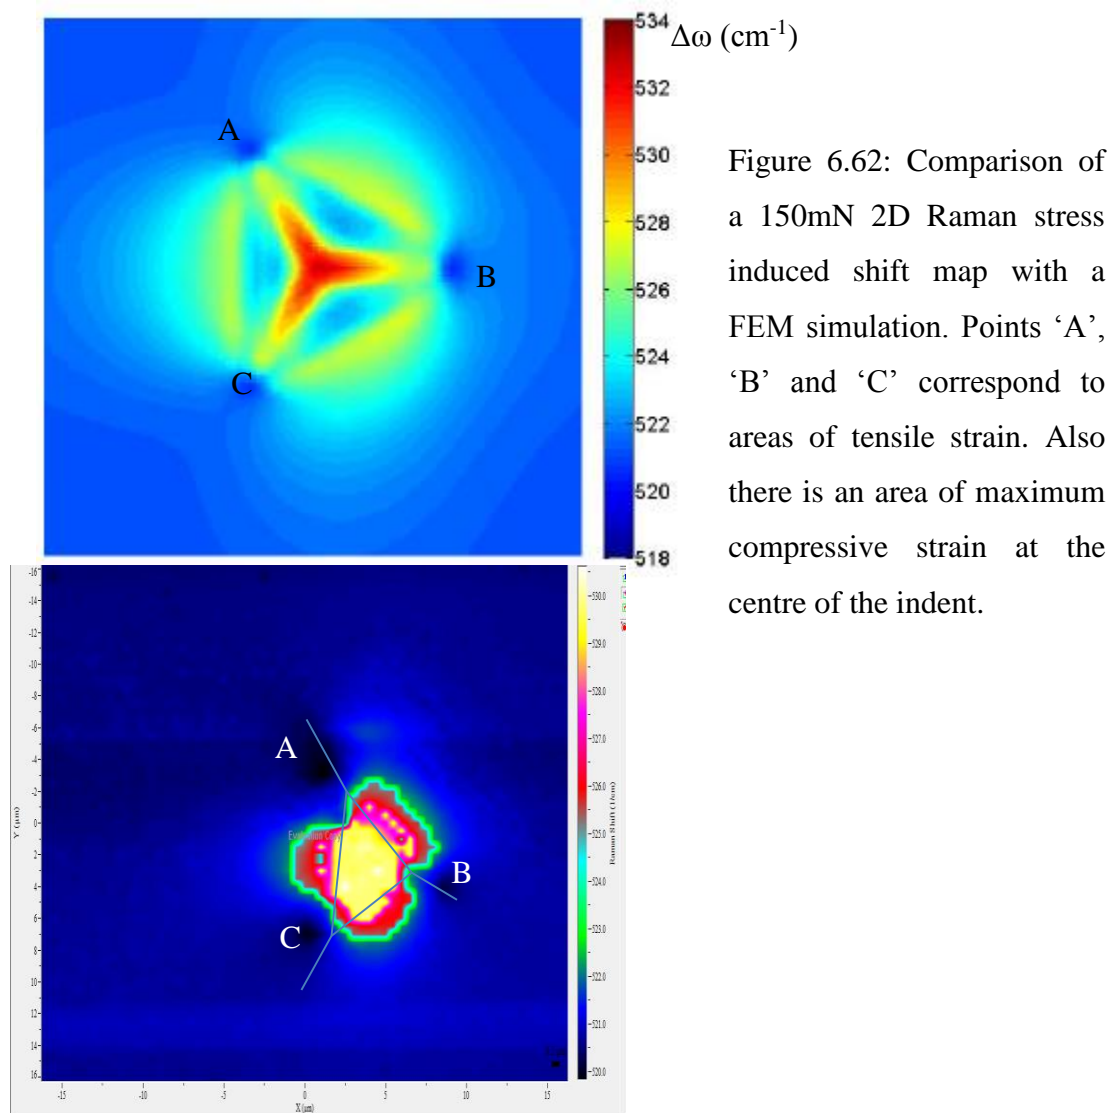 534
Δω (cm-1)
532
530
528
526
524
522
520
518
A
B
C
Figure 6.62: Comparison of
a 150mN 2D Raman stress
induced shift map with a
FEM simulation. Points ‘A’,
‘B’ and ‘C’ correspond to
areas of tensile strain. Also
there is an area of maximum
compressive strain at the
centre of the indent.
-16
-14
-12
-10
-8
-6
-4
-2
0
2
4
6
8
10
12
14
16
Y (µm)
A
B
C
-15
-10
-5
0
5
10
15
X (µm)
530.0
529.0
528.0
527.0
526.0
525.0
524.0
523.0
522.0
521.0
520.0
Raman Shift (1/cm)